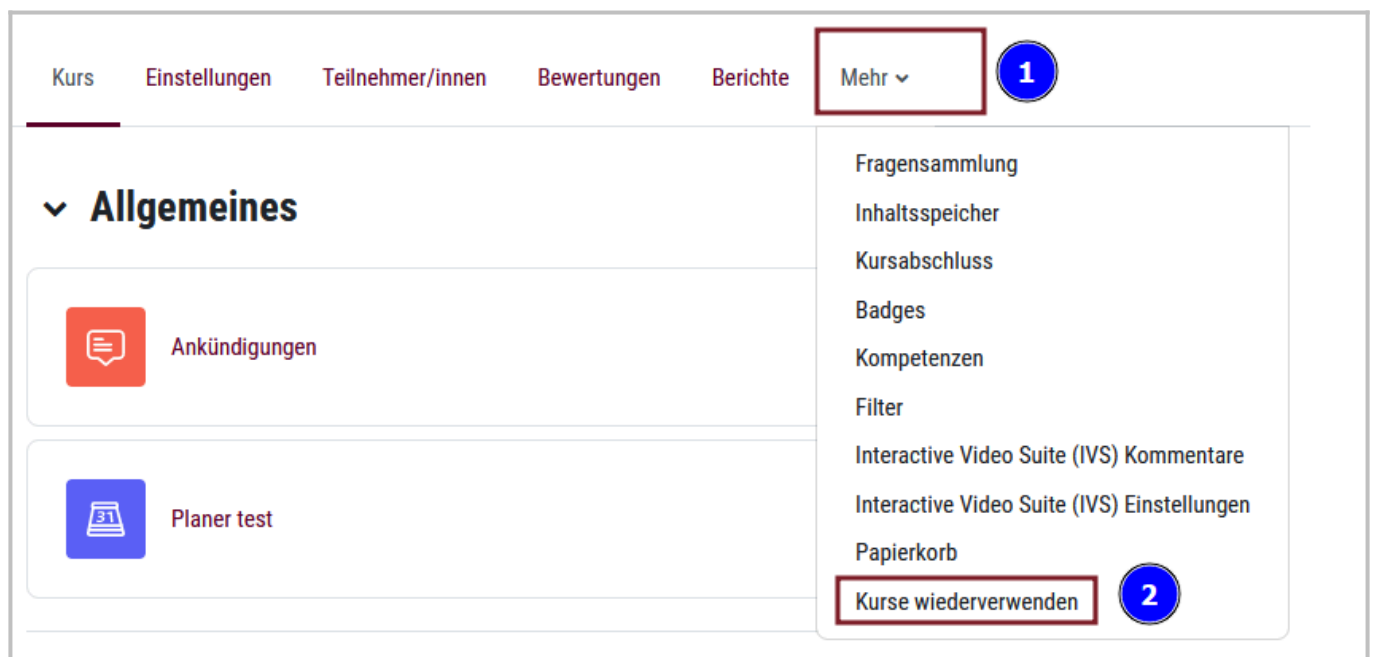 Kurs Einstellungen Teilnehmer/innen Bewertungen Berichte Mehr 1
Fragensammlung
Inhaltsspeicher
Kursabschluss
Badges
Kompetenzen
Filter
Interactive Video Suite (IVS) Kommentare
Interactive Video Suite (IVS) Einstellungen
Papierkorb
Kurse wiederverwenden 2
Allgemeines
Ankündigungen
31 Planer test